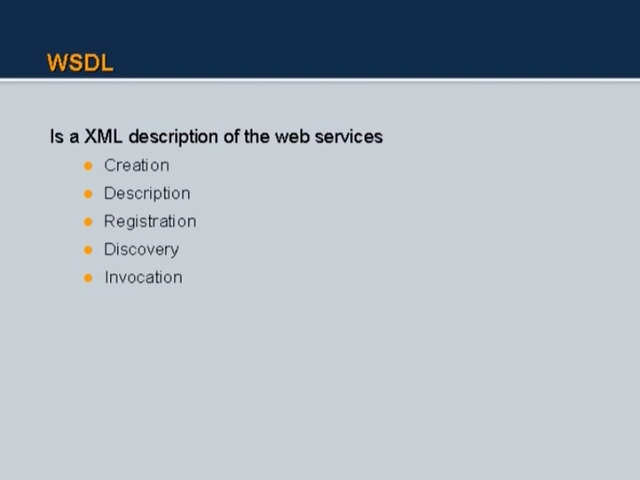 WSDL
Is a XML description of the web services
Creation
Description
Registration
Discovery
Invocation